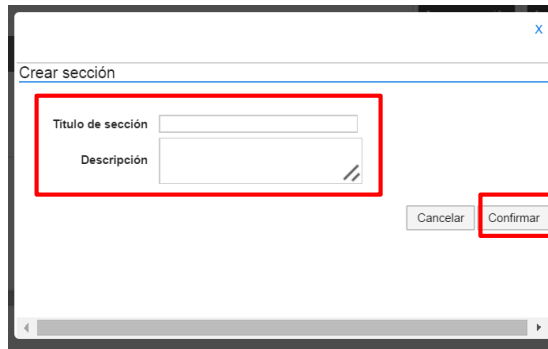 X
Crear sección
Titulo de sección
Descripción
Cancelar Confirmar